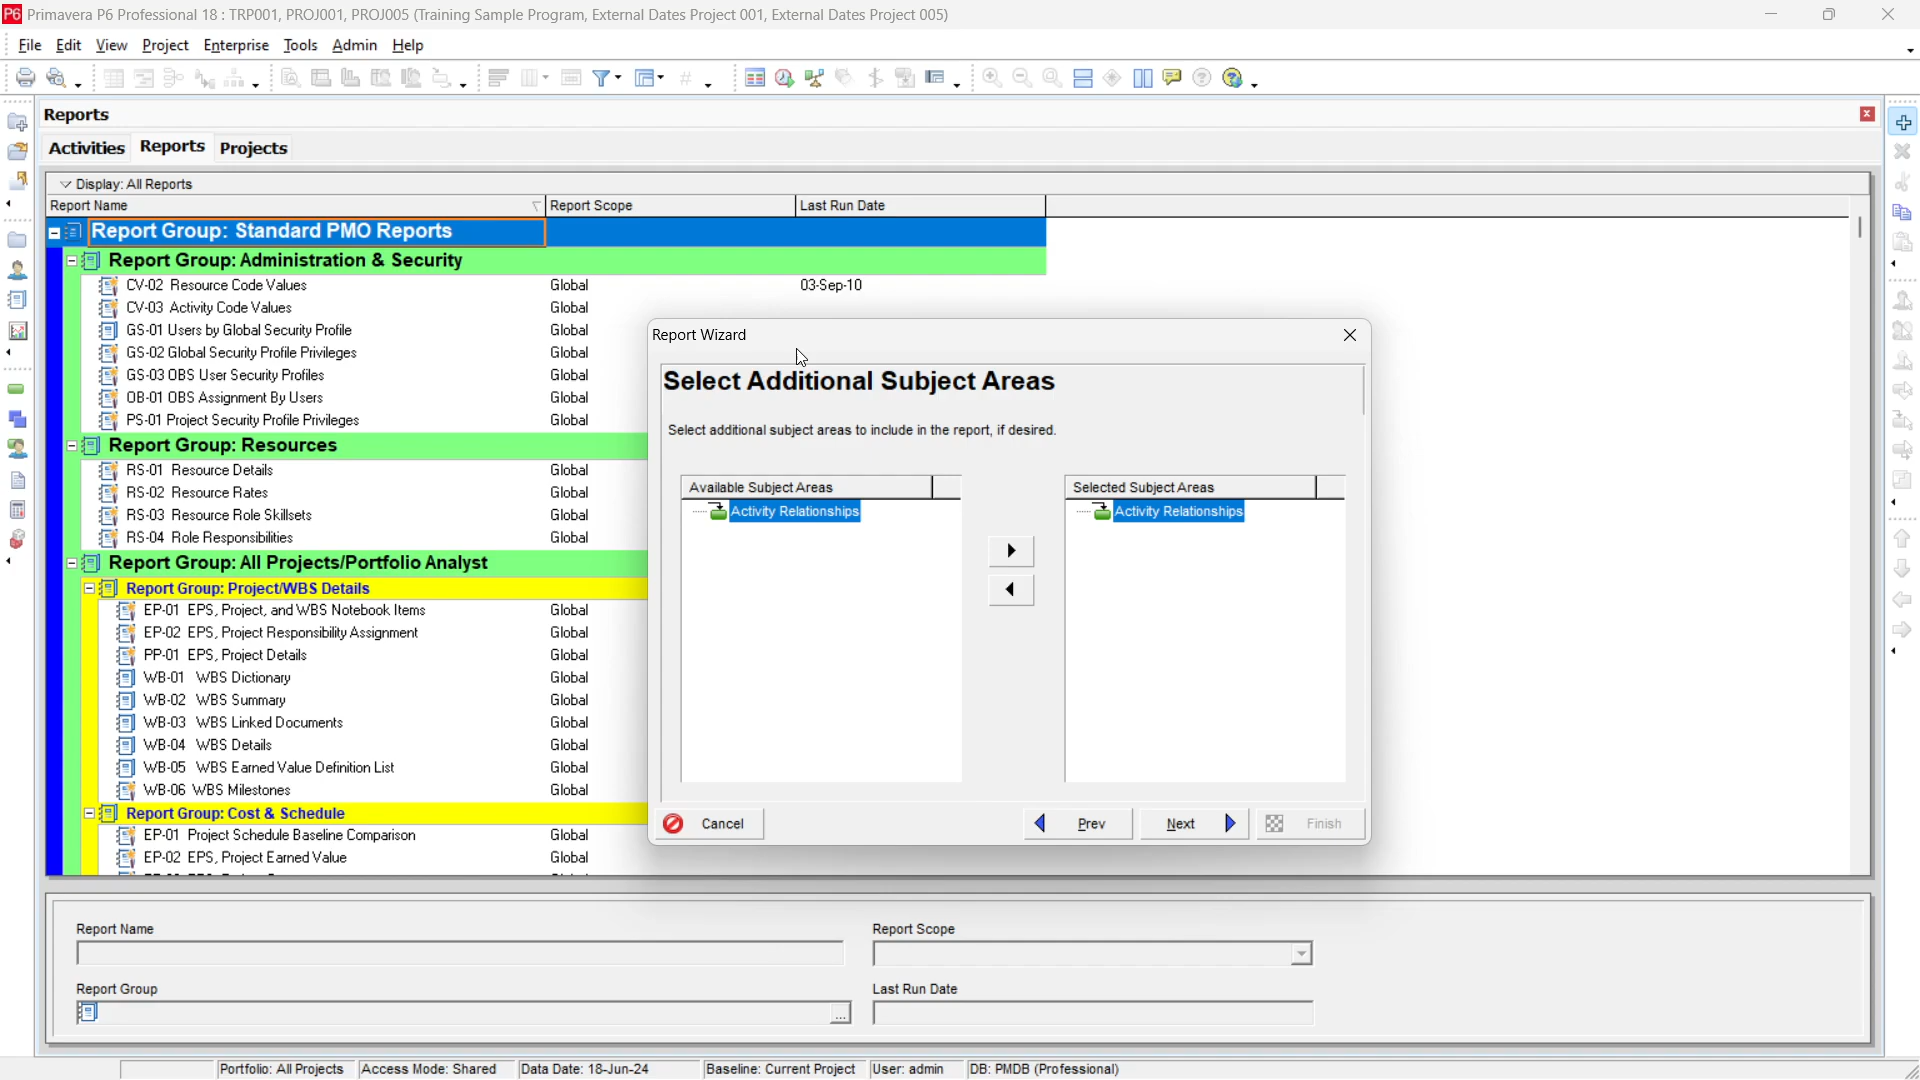 P6 Primavera P6 Professional 18 : TRP001, PROJ001, PROJ005 (Training Sample Program, External Dates Project 001, External Dates Project 005)
File Edit View Project Enterprise Tools Admin Help
Reports
Activities Reports Projects
Display: All Reports
Report Name Report Scope Last Run Date
Report Group: Standard PMO Reports
Report Group: Administration & Security
CV-02 Resource Code Values Global 03-Sep-10
CV-03 Activity Code Values Global
GS-01 Users by Global Security Profile Global
GS-02 Global Security Profile Privileges Global
GS-03 OBS User Security Profiles Global
OB-01 OBS Assignment By Users Global
PS-01 Project Security Profile Privileges Global
Report Group: Resources
RS-01 Resource Details Global
RS-02 Resource Rates Global
RS-03 Resource Role Skillsets Global
RS-04 Role Responsibilities Global
Report Group: All Projects/Portfolio Analyst
Report Group: Project/WBS Details
EP-01 EPS, Project, and WBS Notebook Items Global
EP-02 EPS, Project Responsibility Assignment Global
PP-01 EPS, Project Details Global
WB-01 WBS Dictionary Global
WB-02 WBS Summary Global
WB-03 WBS Linked Documents Global
WB-04 WBS Details Global
WB-05 WBS Earned Value Definition List Global
WB-06 WBS Milestones Global
Report Group: Cost & Schedule
EP-01 Project Schedule Baseline Comparison Global
EP-02 EPS, Project Earned Value Global
Report Wizard
Select Additional Subject Areas
Select additional subject areas to include in the report, if desired.
Available Subject Areas Selected Subject Areas
Activity Relationships Activity Relationships
Cancel Prev Next Finish
Report Name Report Scope
Report Group Last Run Date
...
Portfolio: All Projects Access Mode: Shared Data Date: 18-Jun-24 Baseline: Current Project User: admin DB: PMDB (Professional)